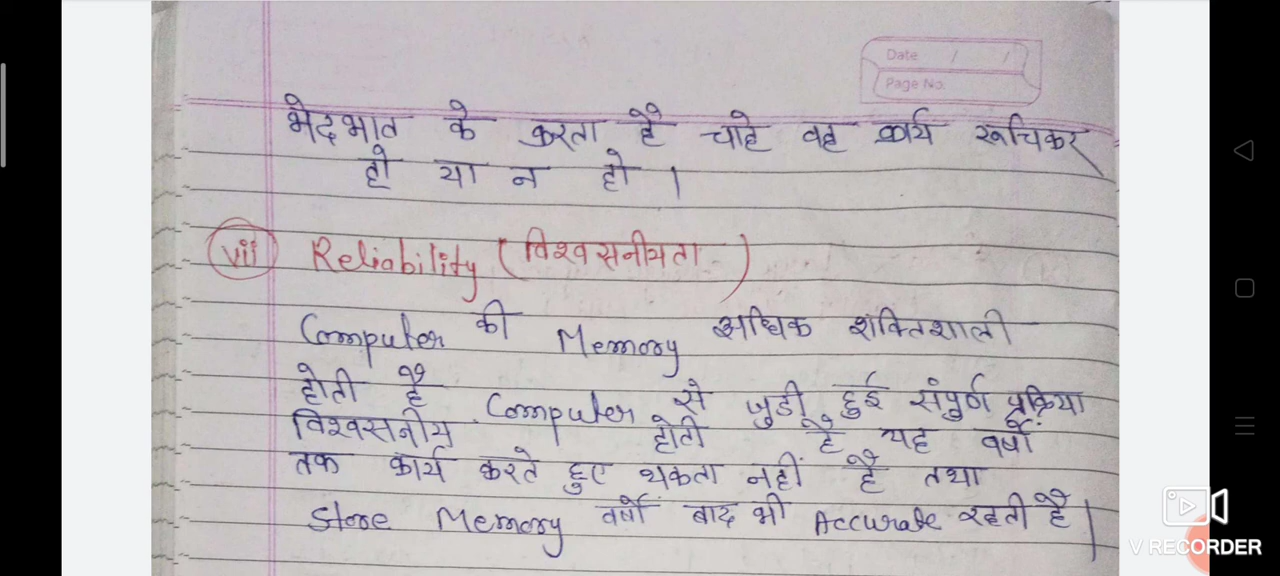 Date / /
Page No.
भेदभाव के करता है चाहे वह कार्य रूचिकर
हो या न हो।
vii Reliability (विश्वसनीयता)
Computer की Memory अधिक शक्तिशाली
होती है Computer से जुडी हुई संपुर्ण प्रक्रिया
विश्वसनीय होती है यह वर्षो
तक कार्य करते हुए थकता नहीं है तथा
Store Memory वर्षो बाद भी Accurate रहती है।
V RECORDER